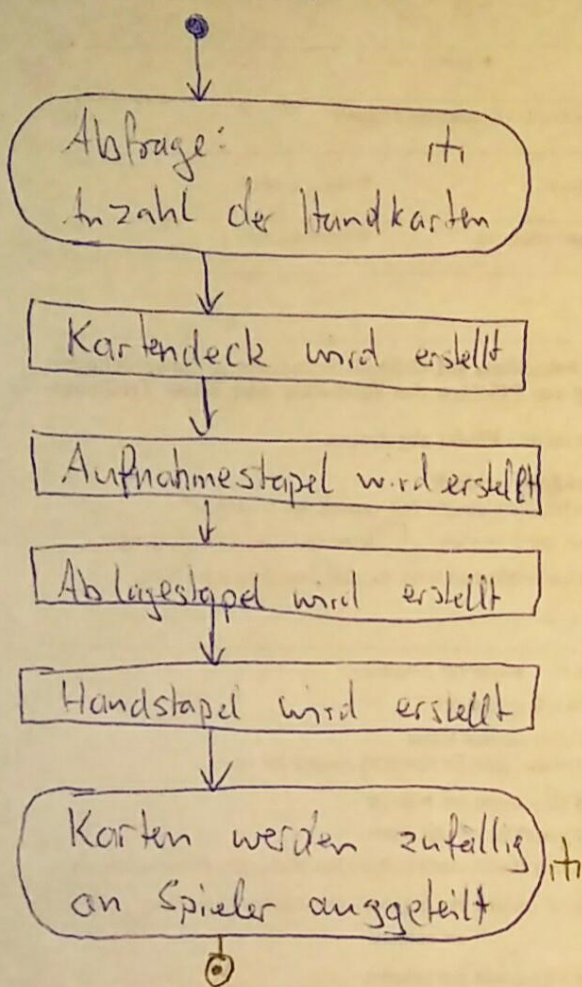 Abfrage:
Anzahl der Handkarten
Kartendeck wird erstellt
Aufnahmestapel wird erstellt
Ablagestapel wird erstellt
Handstapel wird erstellt
Karten werden zufällig
an Spieler ausgeteilt